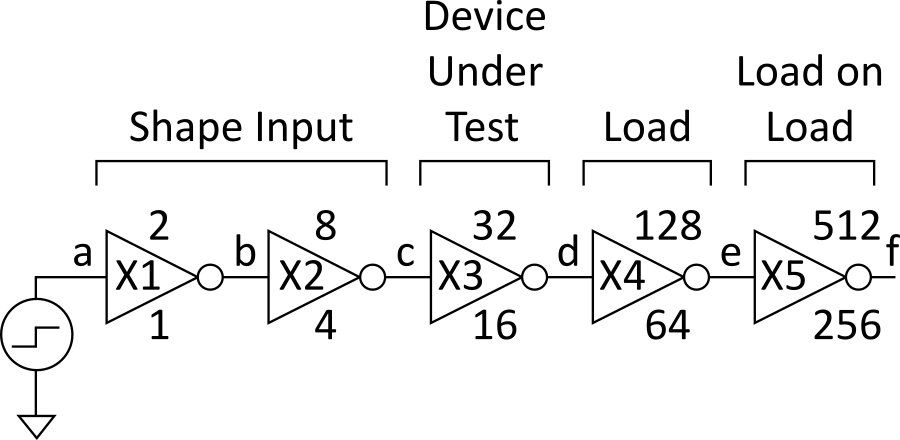 Device
Under
Test
Shape Input
Load
Load on
Load
2
8
32
128
512
a
X1
b
X2
c
X3
d
X4
e
X5
f
1
4
16
64
256